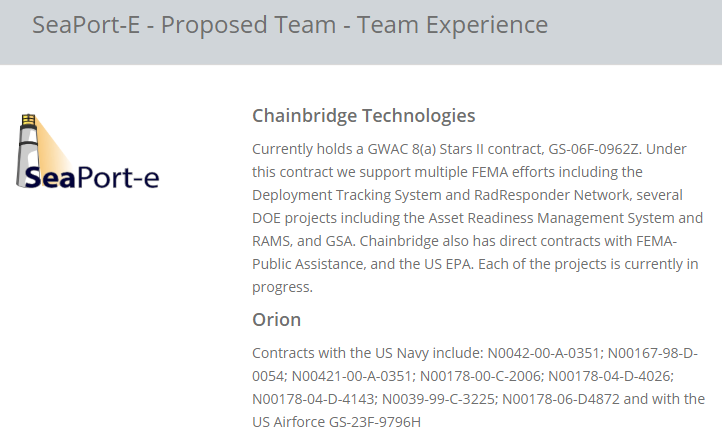 SeaPort-E - Proposed Team - Team Experience
SeaPort-e
Chainbridge Technologies
Currently holds a GWAC 8(a) Stars II contract, GS-06F-0962Z. Under
this contract we support multiple FEMA efforts including the
Deployment Tracking System and RadResponder Network, several
DOE projects including the Asset Readiness Management System and
RAMS, and GSA. Chainbridge also has direct contracts with FEMA-
Public Assistance, and the US EPA. Each of the projects is currently in
progress.
Orion
Contracts with the US Navy include: N0042-00-A-0351; N00167-98-D-
0054; N00421-00-A-0351; N00178-00-C-2006; N00178-04-D-4026;
N00178-04-D-4143; N0039-99-C-3225; N00178-06-D4872 and with the
US Airforce GS-23F-9796H